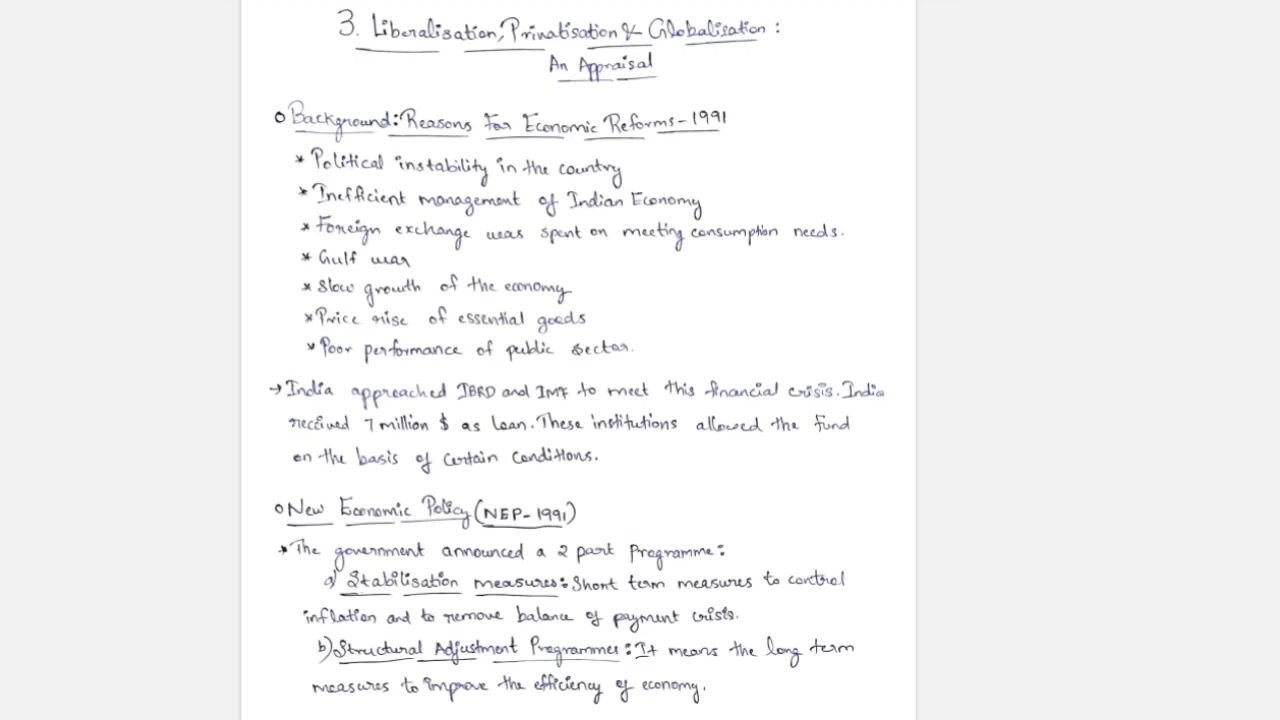 3. Liberalisation, Privatisation & Globalisation :
An Appraisal
o Background: Reasons For Economic Reforms - 1991
* Political instability in the country
* Inefficient management of Indian Economy
* Foreign exchange was spent on meeting consumption needs.
* Gulf war
* Slow growth of the economy
* Price rise of essential goods
* Poor performance of public sector.
→ India approached IBRD and IMF to meet this financial crisis. India
received 7 million $ as loan. These institutions allowed the fund
on the basis of certain conditions.
o New Economic Policy (NEP - 1991)
* The government announced a 2 part Programme :
a) Stabilisation measures : Short term measures to control
inflation and to remove balance of payment crisis.
b) Structural Adjustment Programmes : It means the long term
measures to improve the efficiency of economy.